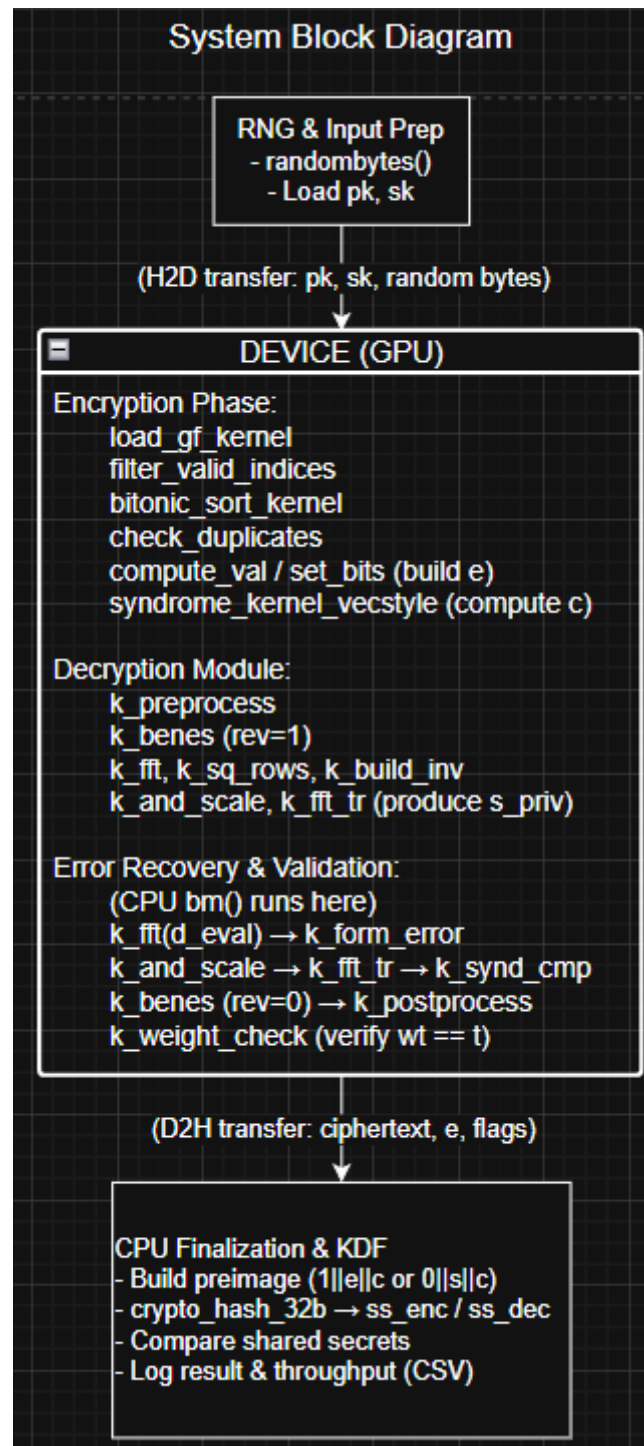 System Block Diagram
RNG & Input Prep
- randombytes()
- Load pk, sk
(H2D transfer: pk, sk, random bytes)
DEVICE (GPU)
Encryption Phase:
load_gf_kernel
filter_valid_indices
bitonic_sort_kernel
check_duplicates
compute_val / set_bits (build e)
syndrome_kernel_vecstyle (compute c)
Decryption Module:
k_preprocess
k_benes (rev=1)
k_fft, k_sq_rows, k_build_inv
k_and_scale, k_fft_tr (produce s_priv)
Error Recovery & Validation:
(CPU bm() runs here)
k_fft(d_eval) → k_form_error
k_and_scale → k_fft_tr → k_synd_cmp
k_benes (rev=0) → k_postprocess
k_weight_check (verify wt == t)
(D2H transfer: ciphertext, e, flags)
CPU Finalization & KDF
- Build preimage (1||e||c or 0||s||c)
- crypto_hash_32b → ss_enc / ss_dec
- Compare shared secrets
- Log result & throughput (CSV)